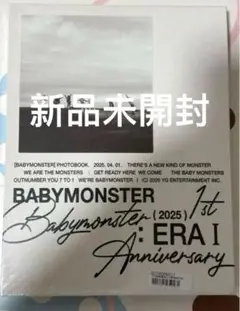 新品未開封
[BABYMONSTER] PHOTOBOOK. 2025. 04. 01. THERE'S A NEW KIND OF MONSTER
WE ARE THE MONSTERS | GET READY HERE WE COME THE BABY MONSTERS
OUTNUMBER YOU 7 TO 1 WE'RE BABYMONSTER. (C) 2020 YG ENTERTAINMENT INC.
BABYMONSTER 1st
Babymonster (2025)
: ERA I
Anniversary